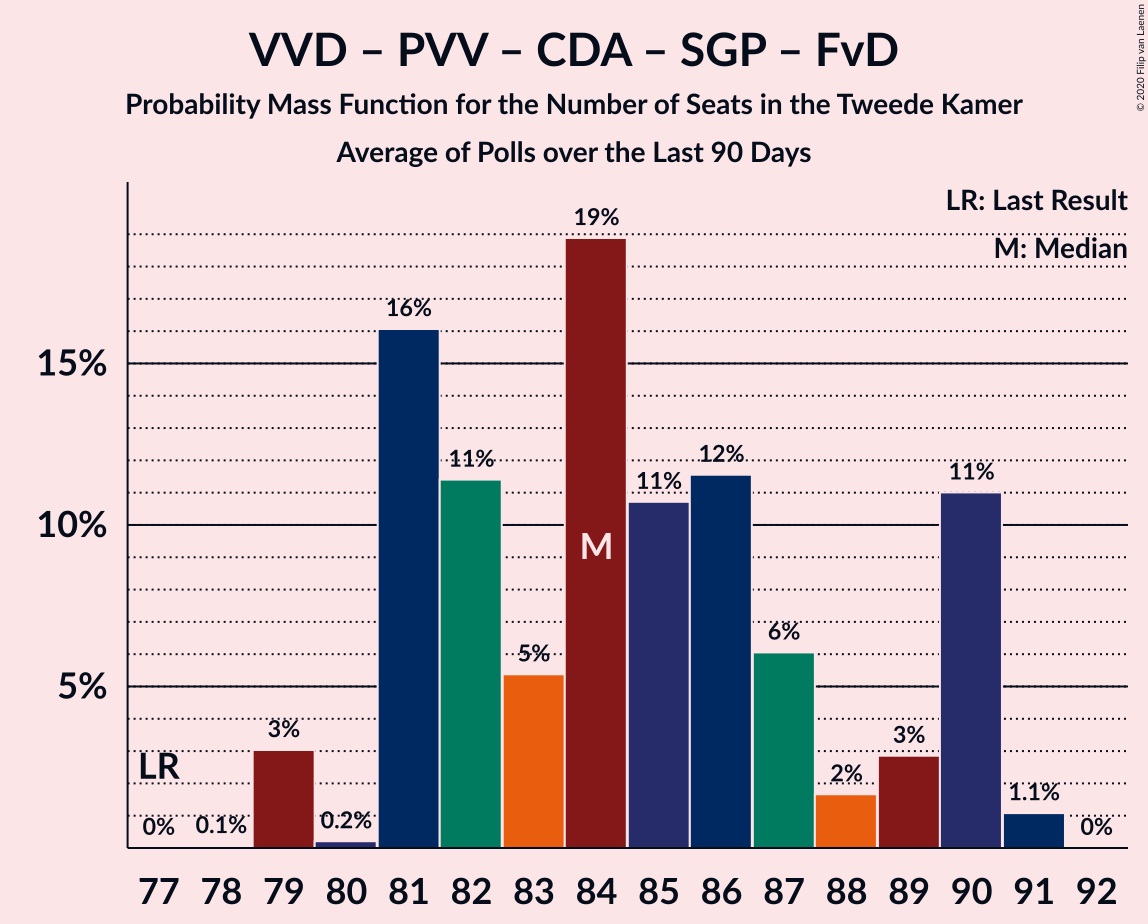 VVD – PVV – CDA – SGP – FvD
Probability Mass Function for the Number of Seats in the Tweede Kamer
Average of Polls over the Last 90 Days
© 2020 Filip van Laenen
LR: Last Result
M: Median
15%
10%
5%
LR
0%
0.1%
3%
0.2%
16%
11%
5%
19%
M
11%
12%
6%
2%
3%
11%
1.1%
0%
77 78 79 80 81 82 83 84 85 86 87 88 89 90 91 92